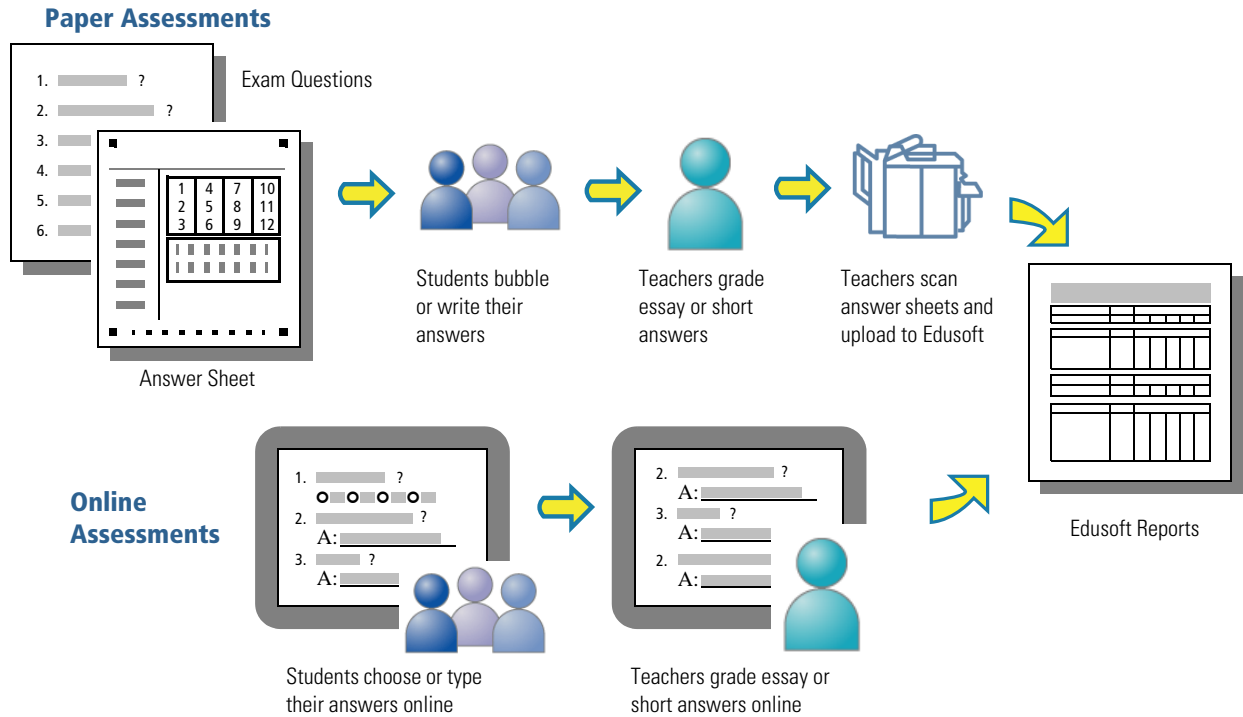 Paper Assessments
Exam Questions
1. ?
2. ?
3.
4.
5.
6.
1 4 7 10
2 5 8 11
3 6 9 12
Answer Sheet
Students bubble
or write their
answers
Teachers grade
essay or short
answers
Teachers scan
answer sheets and
upload to Edusoft
Edusoft Reports
Online
Assessments
1. ?
2. ?
A:
3. ?
A:
Students choose or type
their answers online
2. ?
A:
3. ?
A:
2.
A:
Teachers grade essay or
short answers online